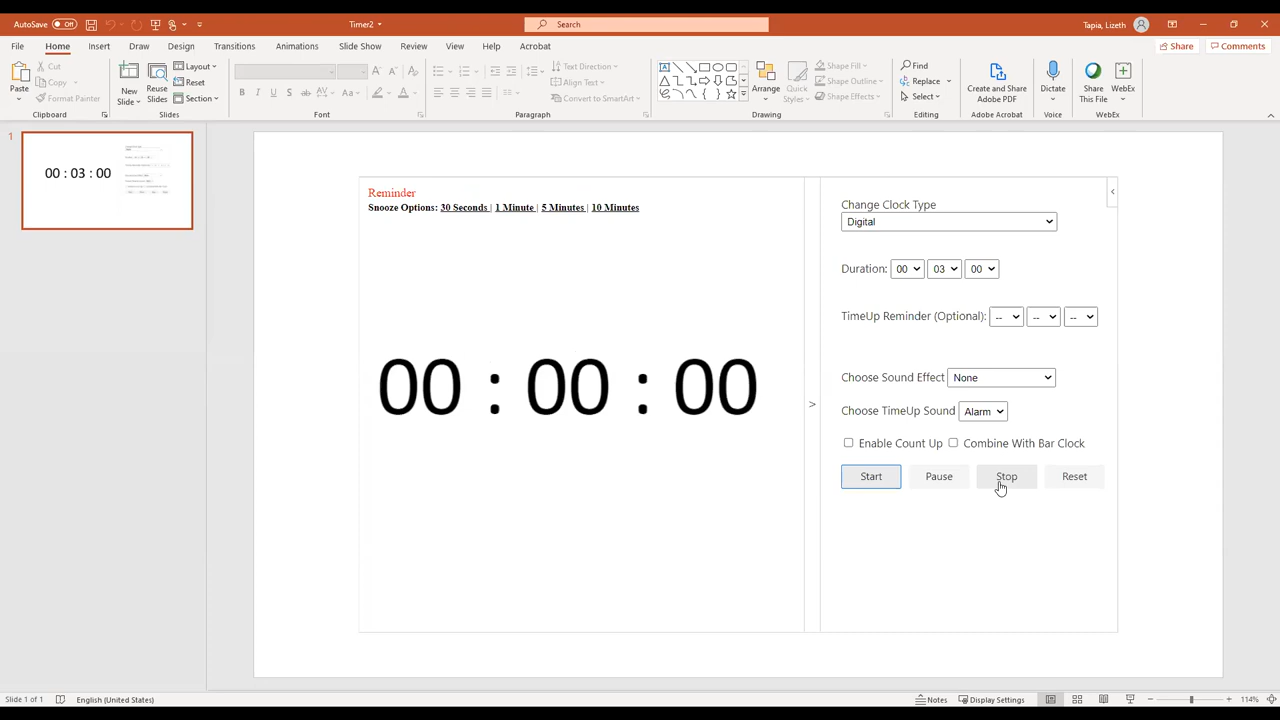 AutoSave Off
Timer2
Search
Tapia, Lizeth
File Home Insert Draw Design Transitions Animations Slide Show Review View Help Acrobat
Share Comments
Paste
Cut
Copy
Format Painter
Clipboard
New Slide
Reuse Slides
Layout
Reset
Section
Slides
B I U S ab AV Aa A
Font
Text Direction
Align Text
Convert to SmartArt
Paragraph
Arrange
Quick Styles
Shape Fill
Shape Outline
Shape Effects
Drawing
Find
Replace
Select
Editing
Create and Share Adobe PDF
Adobe Acrobat
Dictate
Voice
Share This File
WebEx
WebEx
1
00 : 03 : 00
Reminder
Snooze Options: 30 Seconds | 1 Minute | 5 Minutes | 10 Minutes
00 : 00 : 00
<
>
Change Clock Type
Digital
Duration: 00 03 00
TimeUp Reminder (Optional): -- -- --
Choose Sound Effect None
Choose TimeUp Sound Alarm
Enable Count Up Combine With Bar Clock
Start Pause Stop Reset
Slide 1 of 1 English (United States) Notes Display Settings 114%